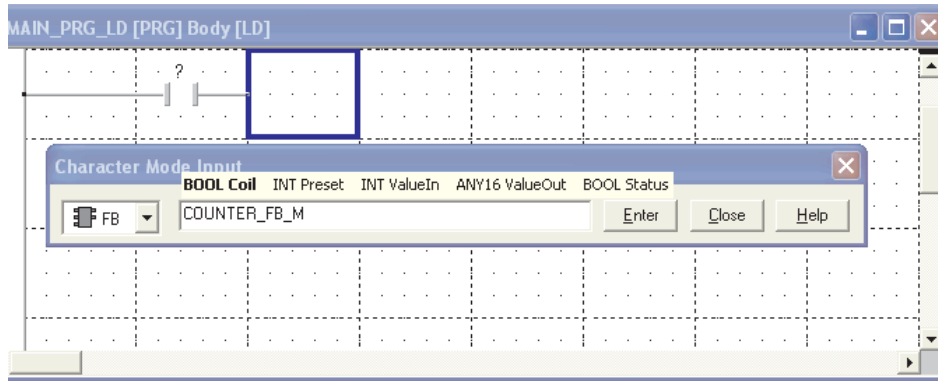 MAIN_PRG_LD [PRG] Body [LD]
?
Character Mode Input
BOOL Coil INT Preset INT ValueIn ANY16 ValueOut BOOL Status
FB COUNTER_FB_M Enter Close Help